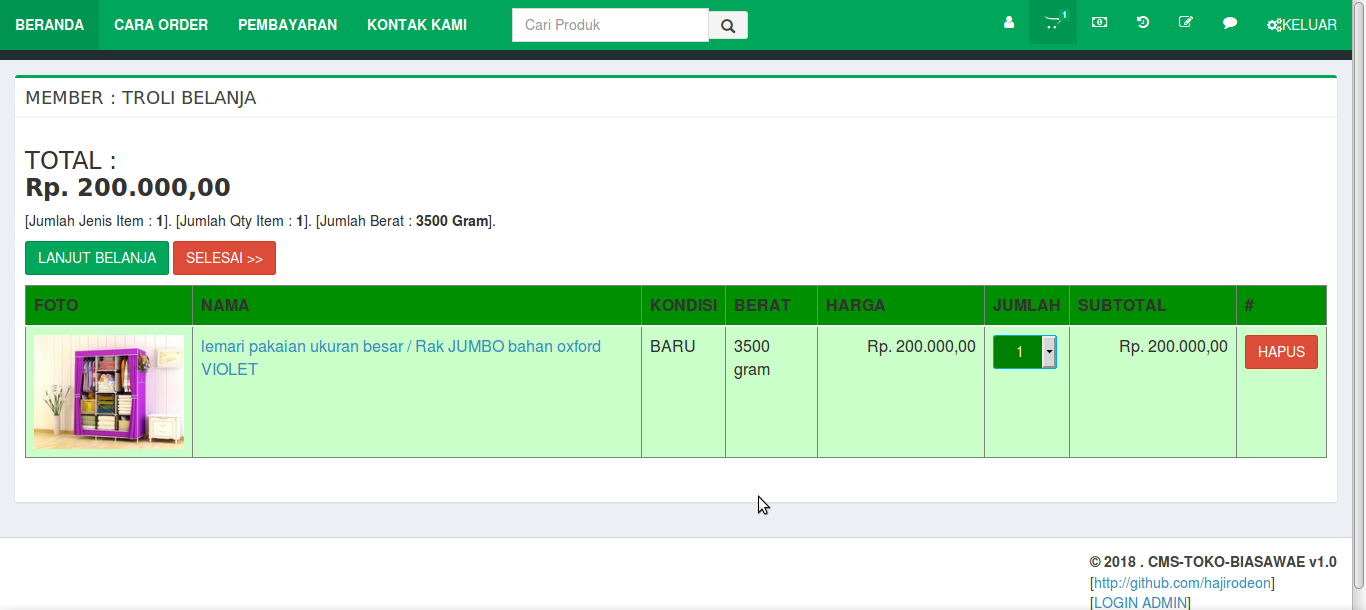 BERANDA CARA ORDER PEMBAYARAN KONTAK KAMI Cari Produk 1 KELUAR
MEMBER : TROLI BELANJA
TOTAL :
Rp. 200.000,00
[Jumlah Jenis Item : 1]. [Jumlah Qty Item : 1]. [Jumlah Berat : 3500 Gram].
LANJUT BELANJA SELESAI >>
FOTO NAMA KONDISI BERAT HARGA JUMLAH SUBTOTAL #
lemari pakaian ukuran besar / Rak JUMBO bahan oxford BARU 3500 Rp. 200.000,00 1 Rp. 200.000,00 HAPUS
VIOLET gram
© 2018 . CMS-TOKO-BIASAWAE v1.0
[http://github.com/hajirodeon]
[LOGIN ADMIN]